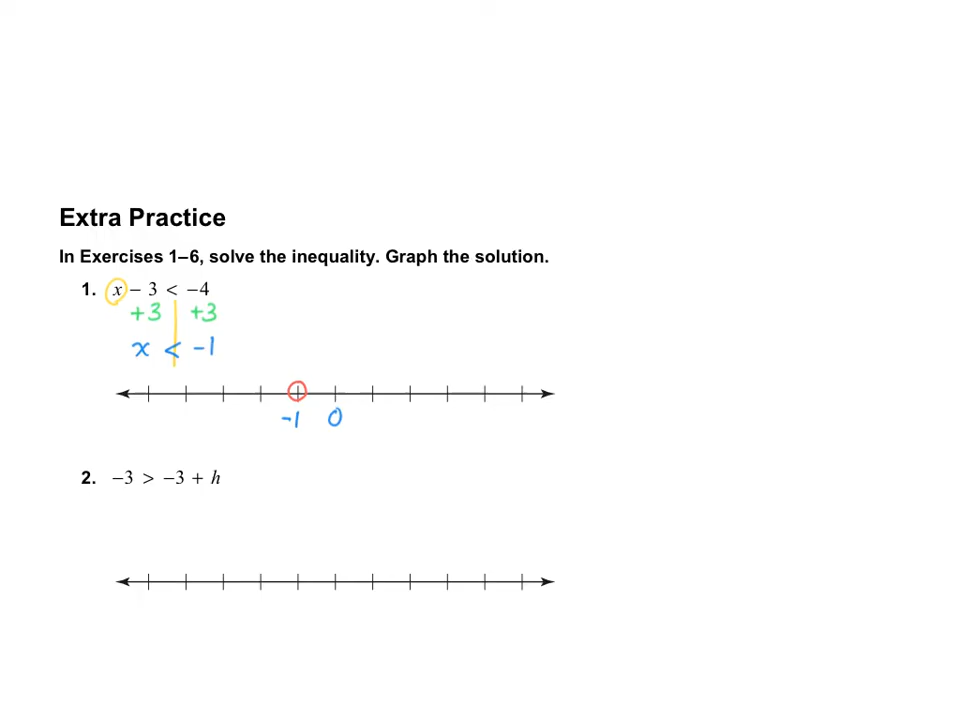 Extra Practice
In Exercises 1–6, solve the inequality. Graph the solution.
1. x − 3 < −4
+3 +3
x < -1
-1 0
2. −3 > −3 + h